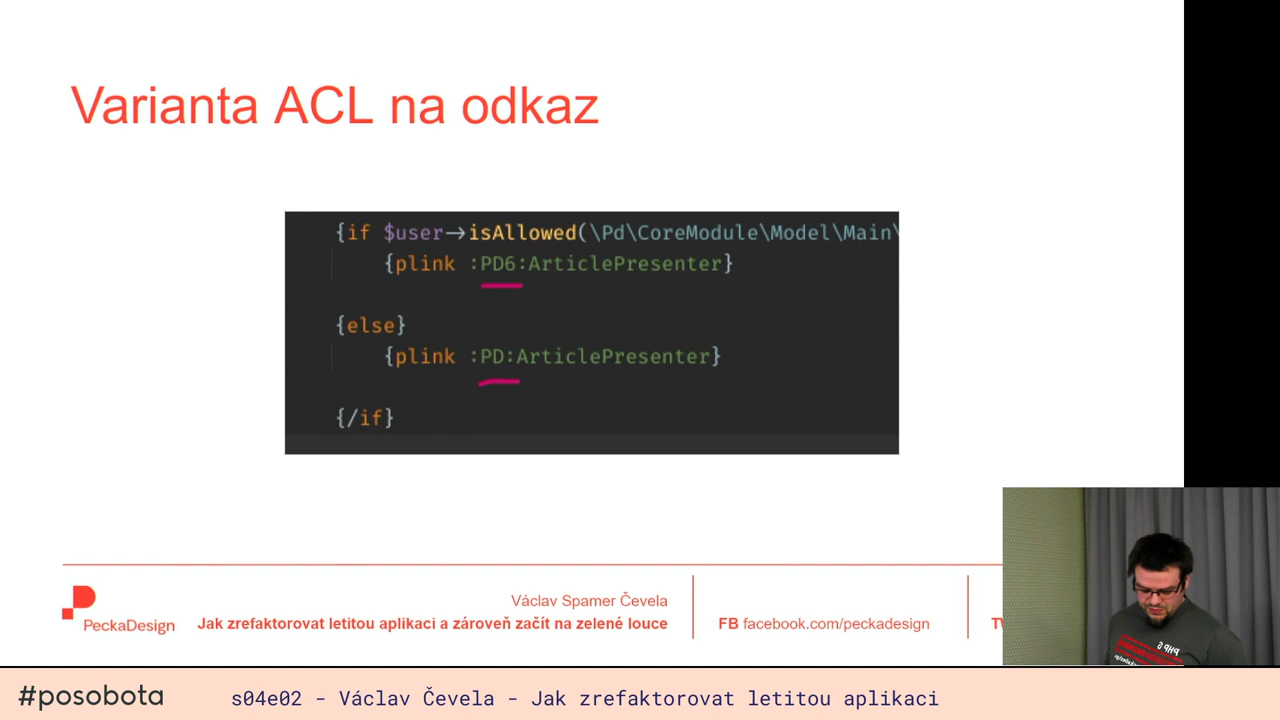 Varianta ACL na odkaz
{if $user→isAllowed(\Pd\CoreModule\Model\Main\
{plink :PD6:ArticlePresenter}
{else}
{plink :PD:ArticlePresenter}
{/if}
PeckaDesign
Václav Spamer Čevela
Jak zrefaktorovat letitou aplikaci a zároveň začít na zelené louce
FB facebook.com/peckadesign
#posobota
s04e02 - Václav Čevela - Jak zrefaktorovat letitou aplikaci